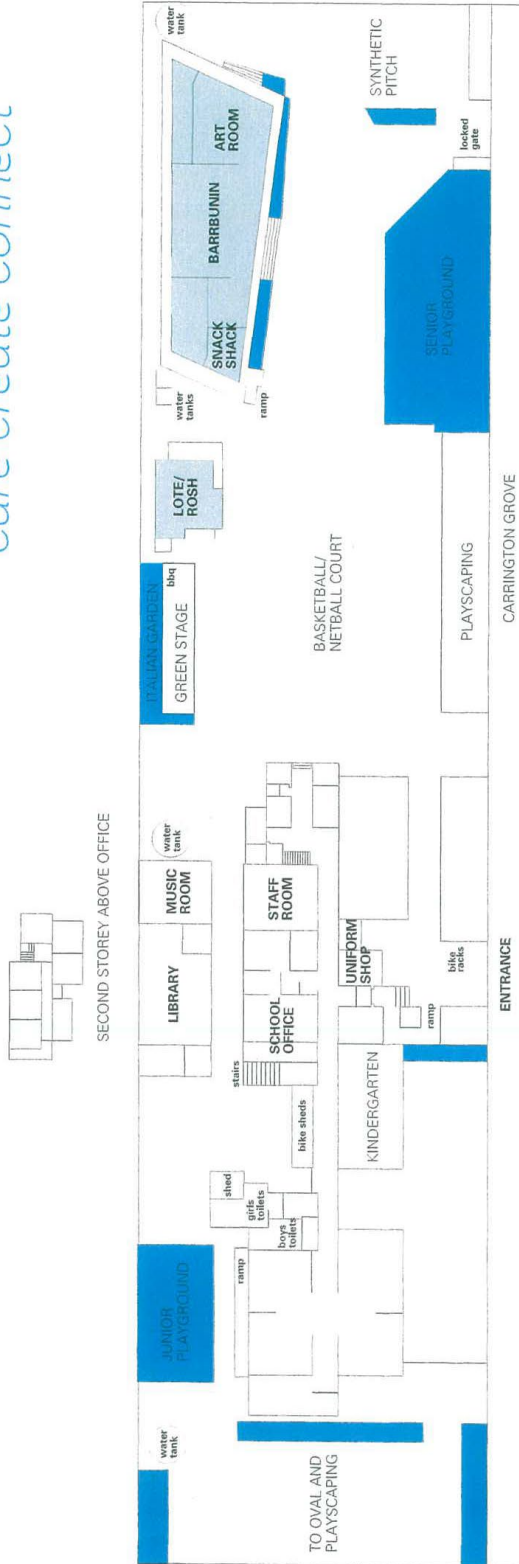 care create connect
SECOND STOREY ABOVE OFFICE
water
tank
JUNIOR
PLAYGROUND
TO OVAL AND
PLAYSCAPING
ramp
shed
girls
toilets
boys
toilets
bike sheds
stairs
LIBRARY
MUSIC
ROOM
water
tank
SCHOOL
OFFICE
STAFF
ROOM
KINDERGARTEN
UNIFORM
SHOP
ramp
bike
racks
ENTRANCE
ITALIAN GARDEN
GREEN STAGE
bbq
LOTE/
ROSH
water
tanks
ramp
SNACK
SHACK
BARRBUNIN
ART
ROOM
water
tank
BASKETBALL/
NETBALL COURT
SYNTHETIC
PITCH
locked
gate
SENIOR
PLAYGROUND
PLAYSCAPING
CARRINGTON GROVE